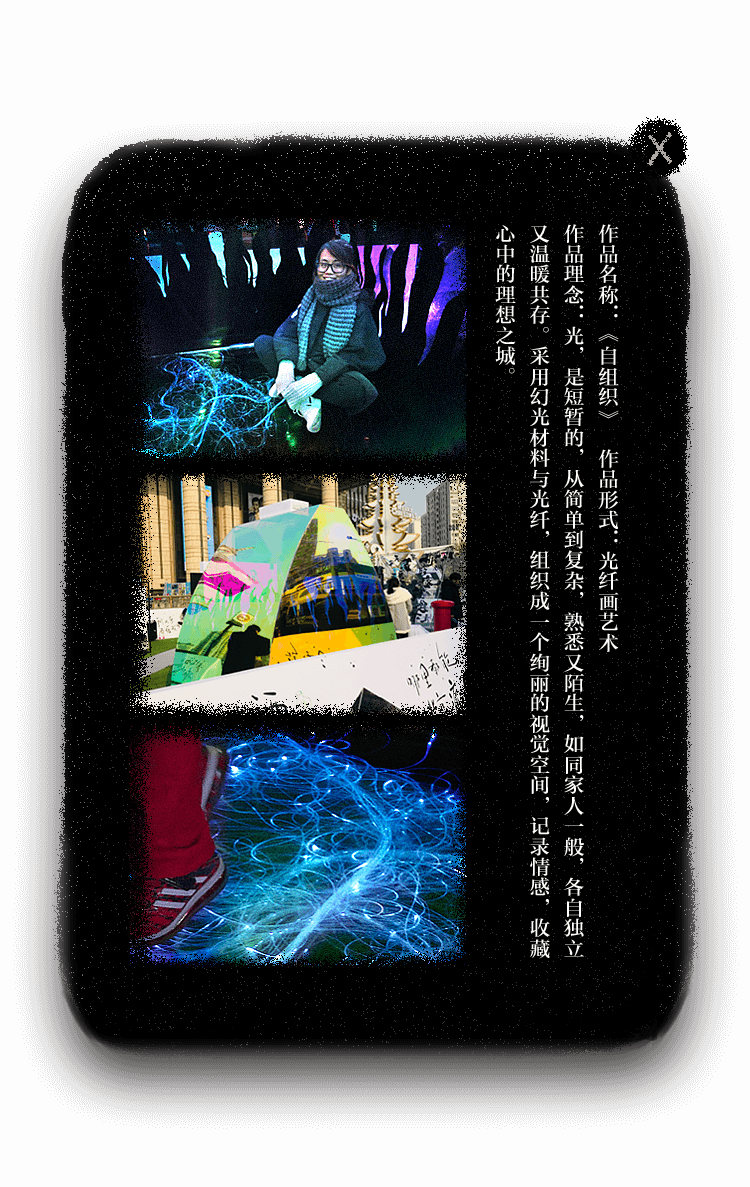 作品名称：《自组织》　作品形式：光纤画艺术
作品理念：光，是短暂的，从简单到复杂，熟悉又陌生，如同家人一般，各自独立
又温暖共存。采用幻光材料与光纤，组织成一个绚丽的视觉空间，记录情感，收藏
心中的理想之城。
X